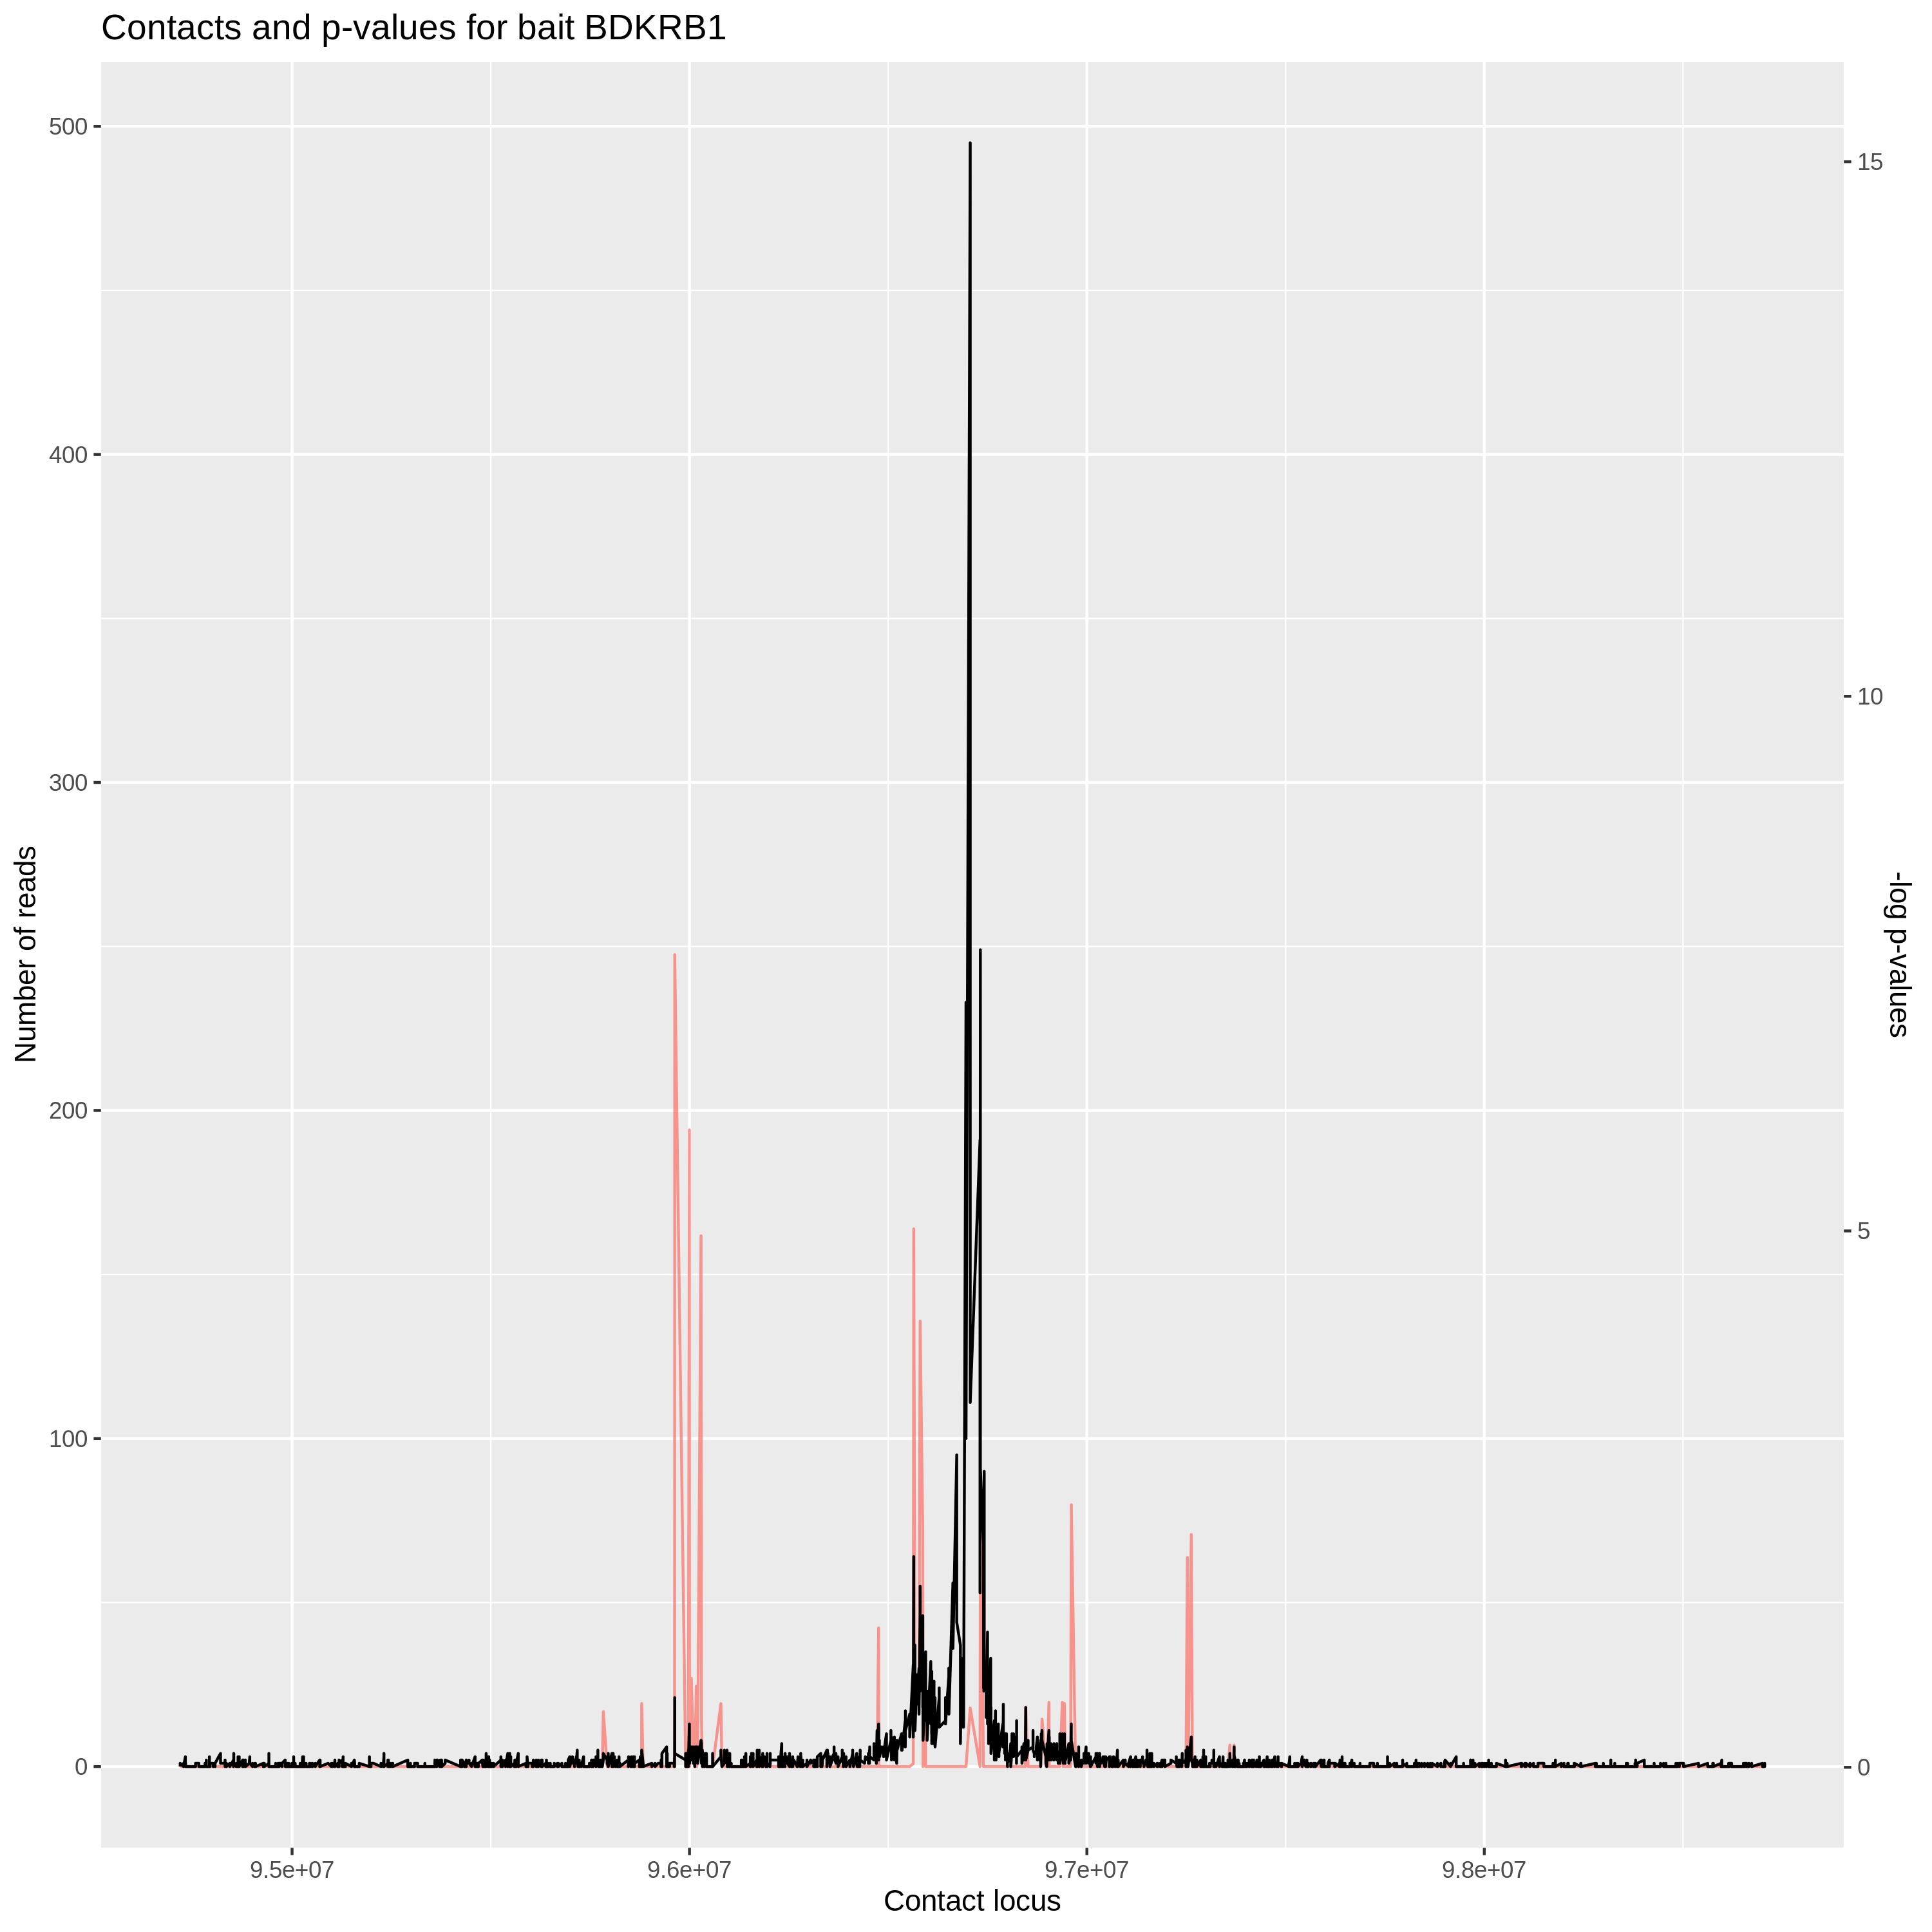 Contacts and p-values for bait BDKRB1
500
400
300
200
100
0
Number of reads
15
10
5
0
-log p-values
9.5e+07
9.6e+07
9.7e+07
9.8e+07
Contact locus